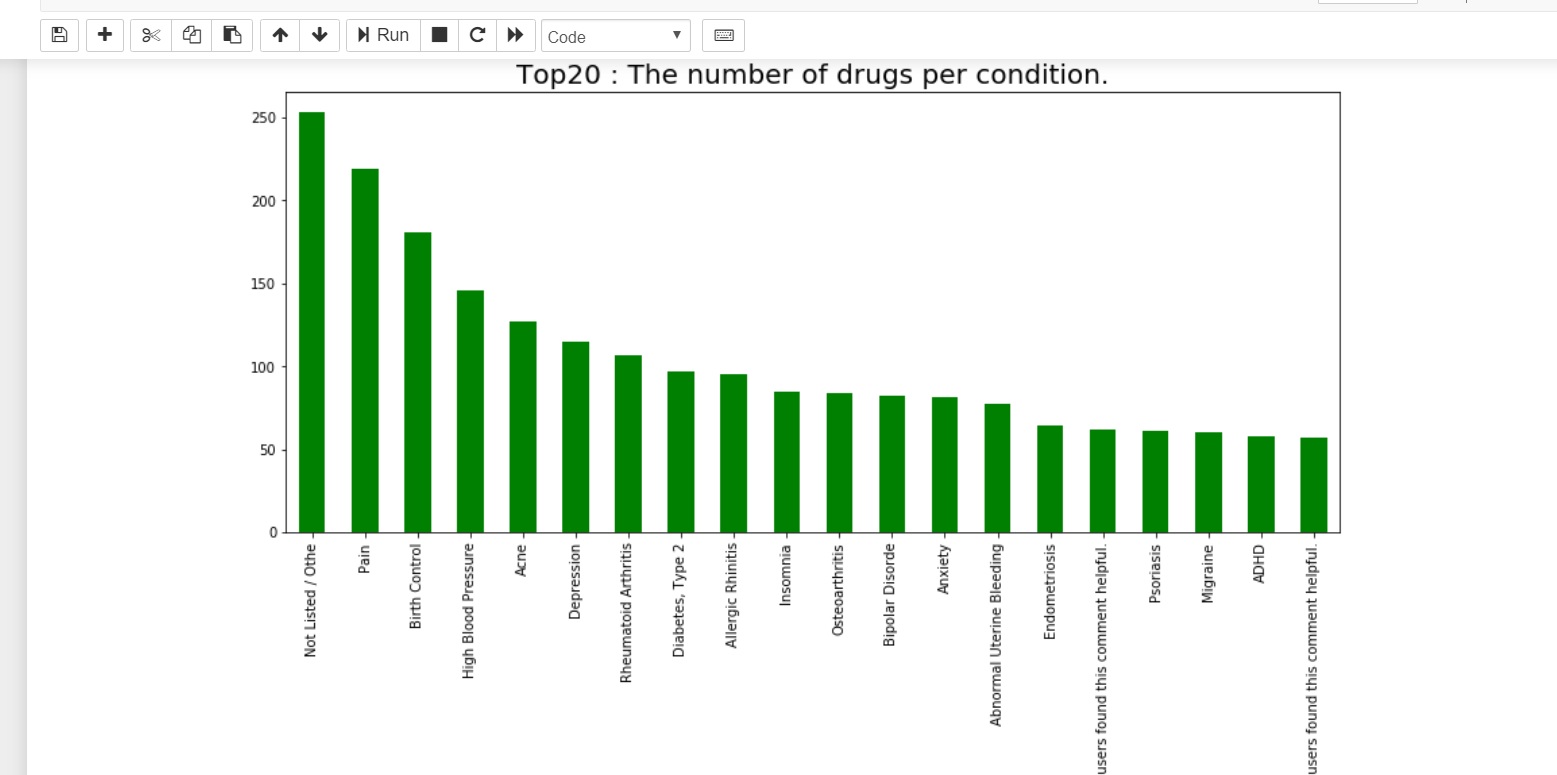 Run
Code
Top20 : The number of drugs per condition.
250
200
150
100
50
0
Not Listed / Othe
Pain
Birth Control
High Blood Pressure
Acne
Depression
Rheumatoid Arthritis
Diabetes, Type 2
Allergic Rhinitis
Insomnia
Osteoarthritis
Bipolar Disorde
Anxiety
Abnormal Uterine Bleeding
Endometriosis
users found this comment helpful.
Psoriasis
Migraine
ADHD
users found this comment helpful.